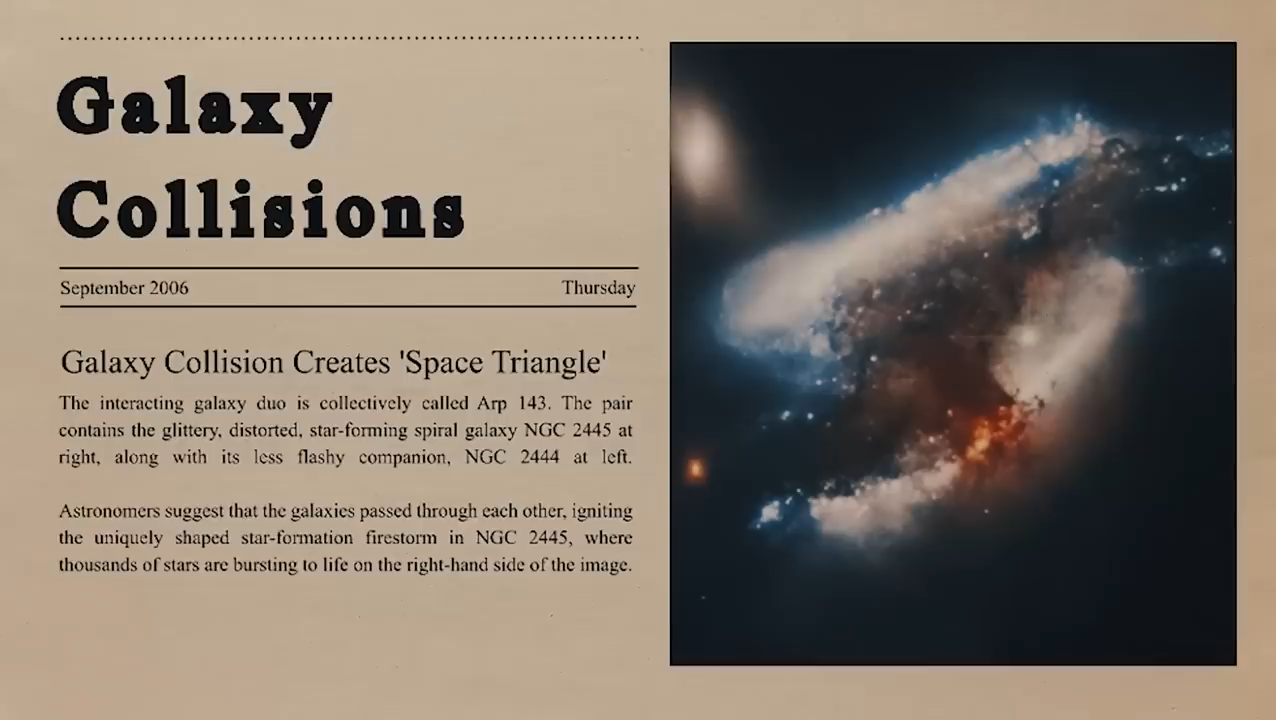 Galaxy
Collisions
September 2006 Thursday
Galaxy Collision Creates 'Space Triangle'
The interacting galaxy duo is collectively called Arp 143. The pair
contains the glittery, distorted, star-forming spiral galaxy NGC 2445 at
right, along with its less flashy companion, NGC 2444 at left.
Astronomers suggest that the galaxies passed through each other, igniting
the uniquely shaped star-formation firestorm in NGC 2445, where
thousands of stars are bursting to life on the right-hand side of the image.